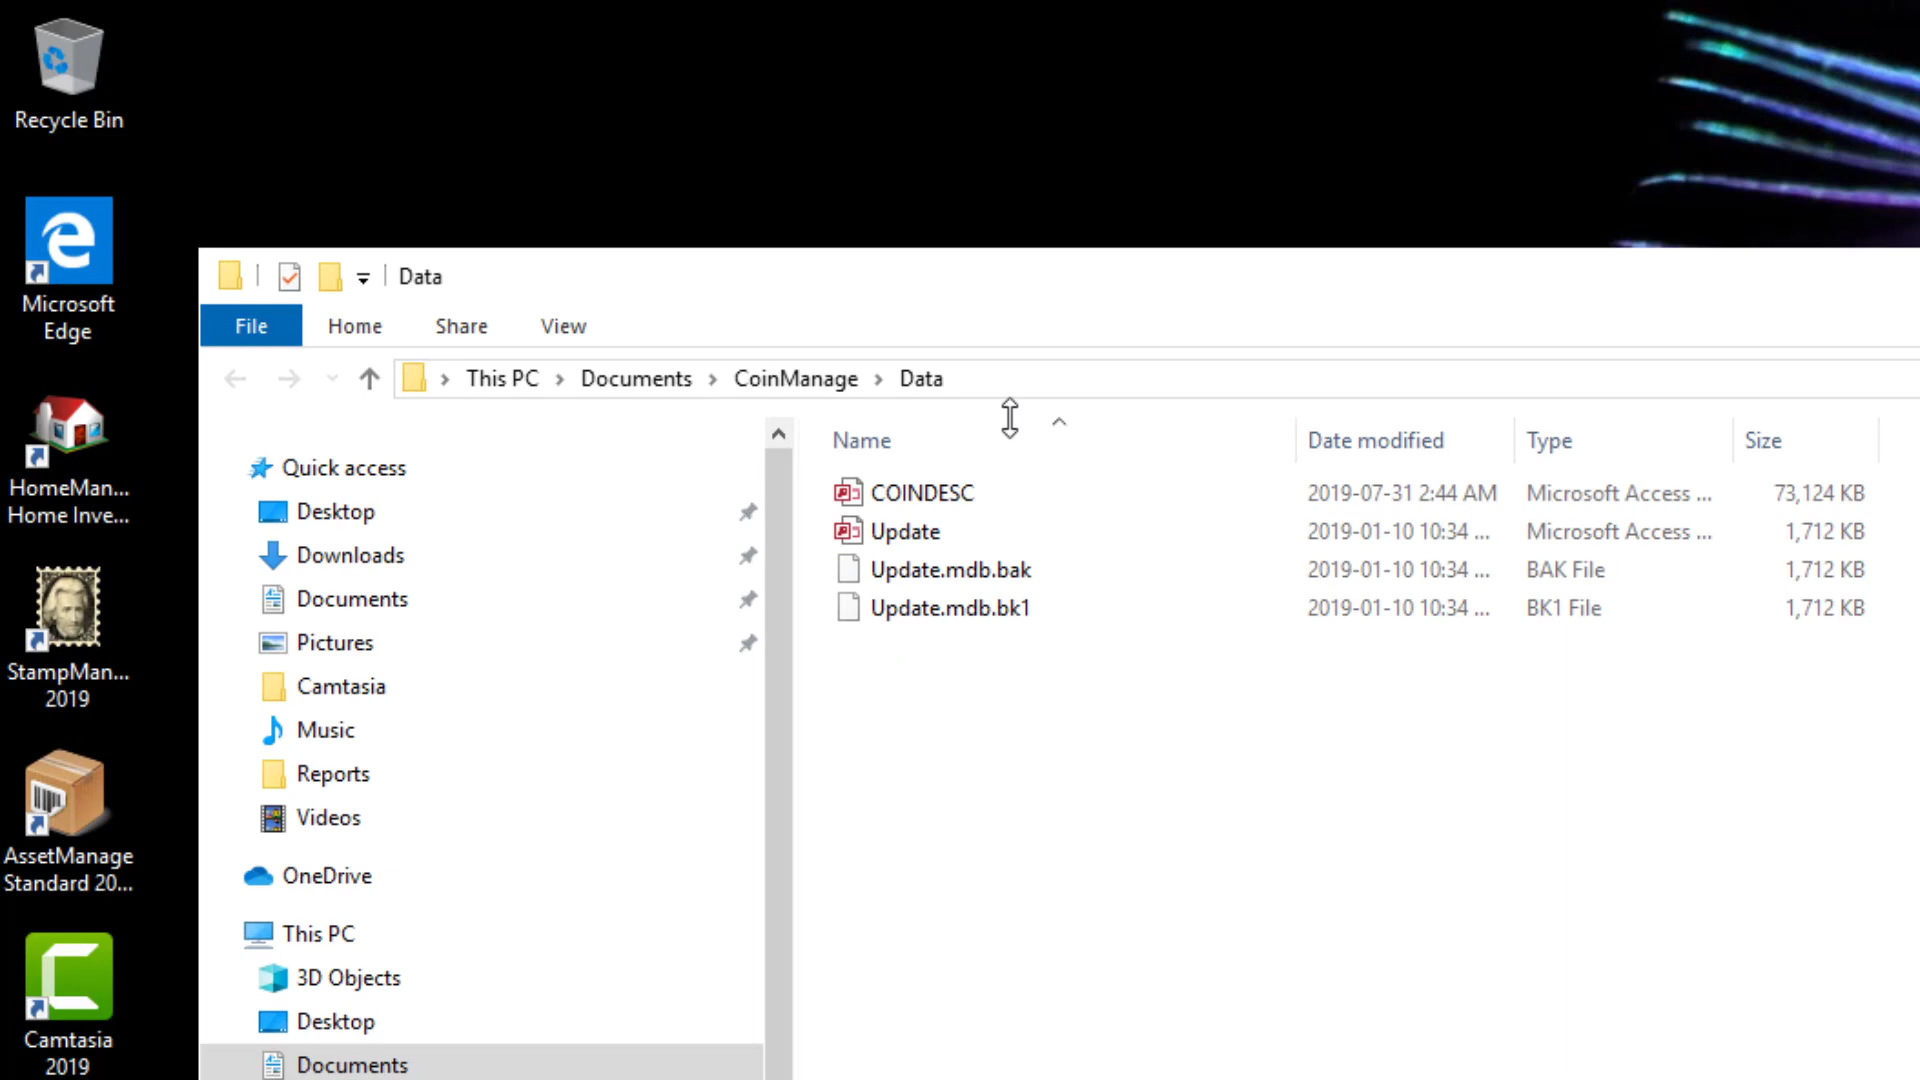 Recycle Bin
Microsoft
Edge
HomeMan...
Home Inve...
StampMan...
2019
AssetManage
Standard 20...
Camtasia
2019
Data
File Home Share View
This PC Documents CoinManage Data
Quick access
Desktop
Downloads
Documents
Pictures
Camtasia
Music
Reports
Videos
OneDrive
This PC
3D Objects
Desktop
Documents
Name Date modified Type Size
COINDESC 2019-07-31 2:44 AM Microsoft Access ... 73,124 KB
Update 2019-01-10 10:34 ... Microsoft Access ... 1,712 KB
Update.mdb.bak 2019-01-10 10:34 ... BAK File 1,712 KB
Update.mdb.bk1 2019-01-10 10:34 ... BK1 File 1,712 KB